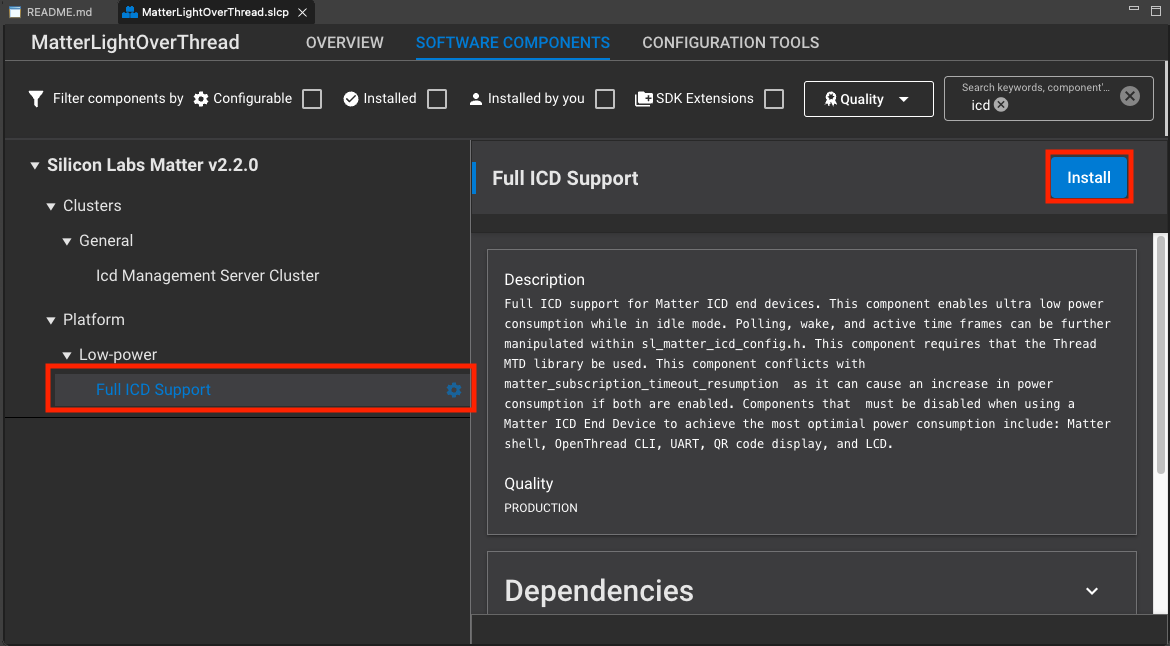 README.md
MatterLightOverThread.slcp
MatterLightOverThread
OVERVIEW
SOFTWARE COMPONENTS
CONFIGURATION TOOLS
Filter components by
Configurable
Installed
Installed by you
SDK Extensions
Quality
Search keywords, component'...
icd
Silicon Labs Matter v2.2.0
Clusters
General
Icd Management Server Cluster
Platform
Low-power
Full ICD Support
Full ICD Support
Install
Description
Full ICD support for Matter ICD end devices. This component enables ultra low power
consumption while in idle mode. Polling, wake, and active time frames can be further
manipulated within sl_matter_icd_config.h. This component requires that the Thread
MTD library be used. This component conflicts with
matter_subscription_timeout_resumption  as it can cause an increase in power
consumption if both are enabled. Components that  must be disabled when using a
Matter ICD End Device to achieve the most optimial power consumption include: Matter
shell, OpenThread CLI, UART, QR code display, and LCD.
Quality
PRODUCTION
Dependencies